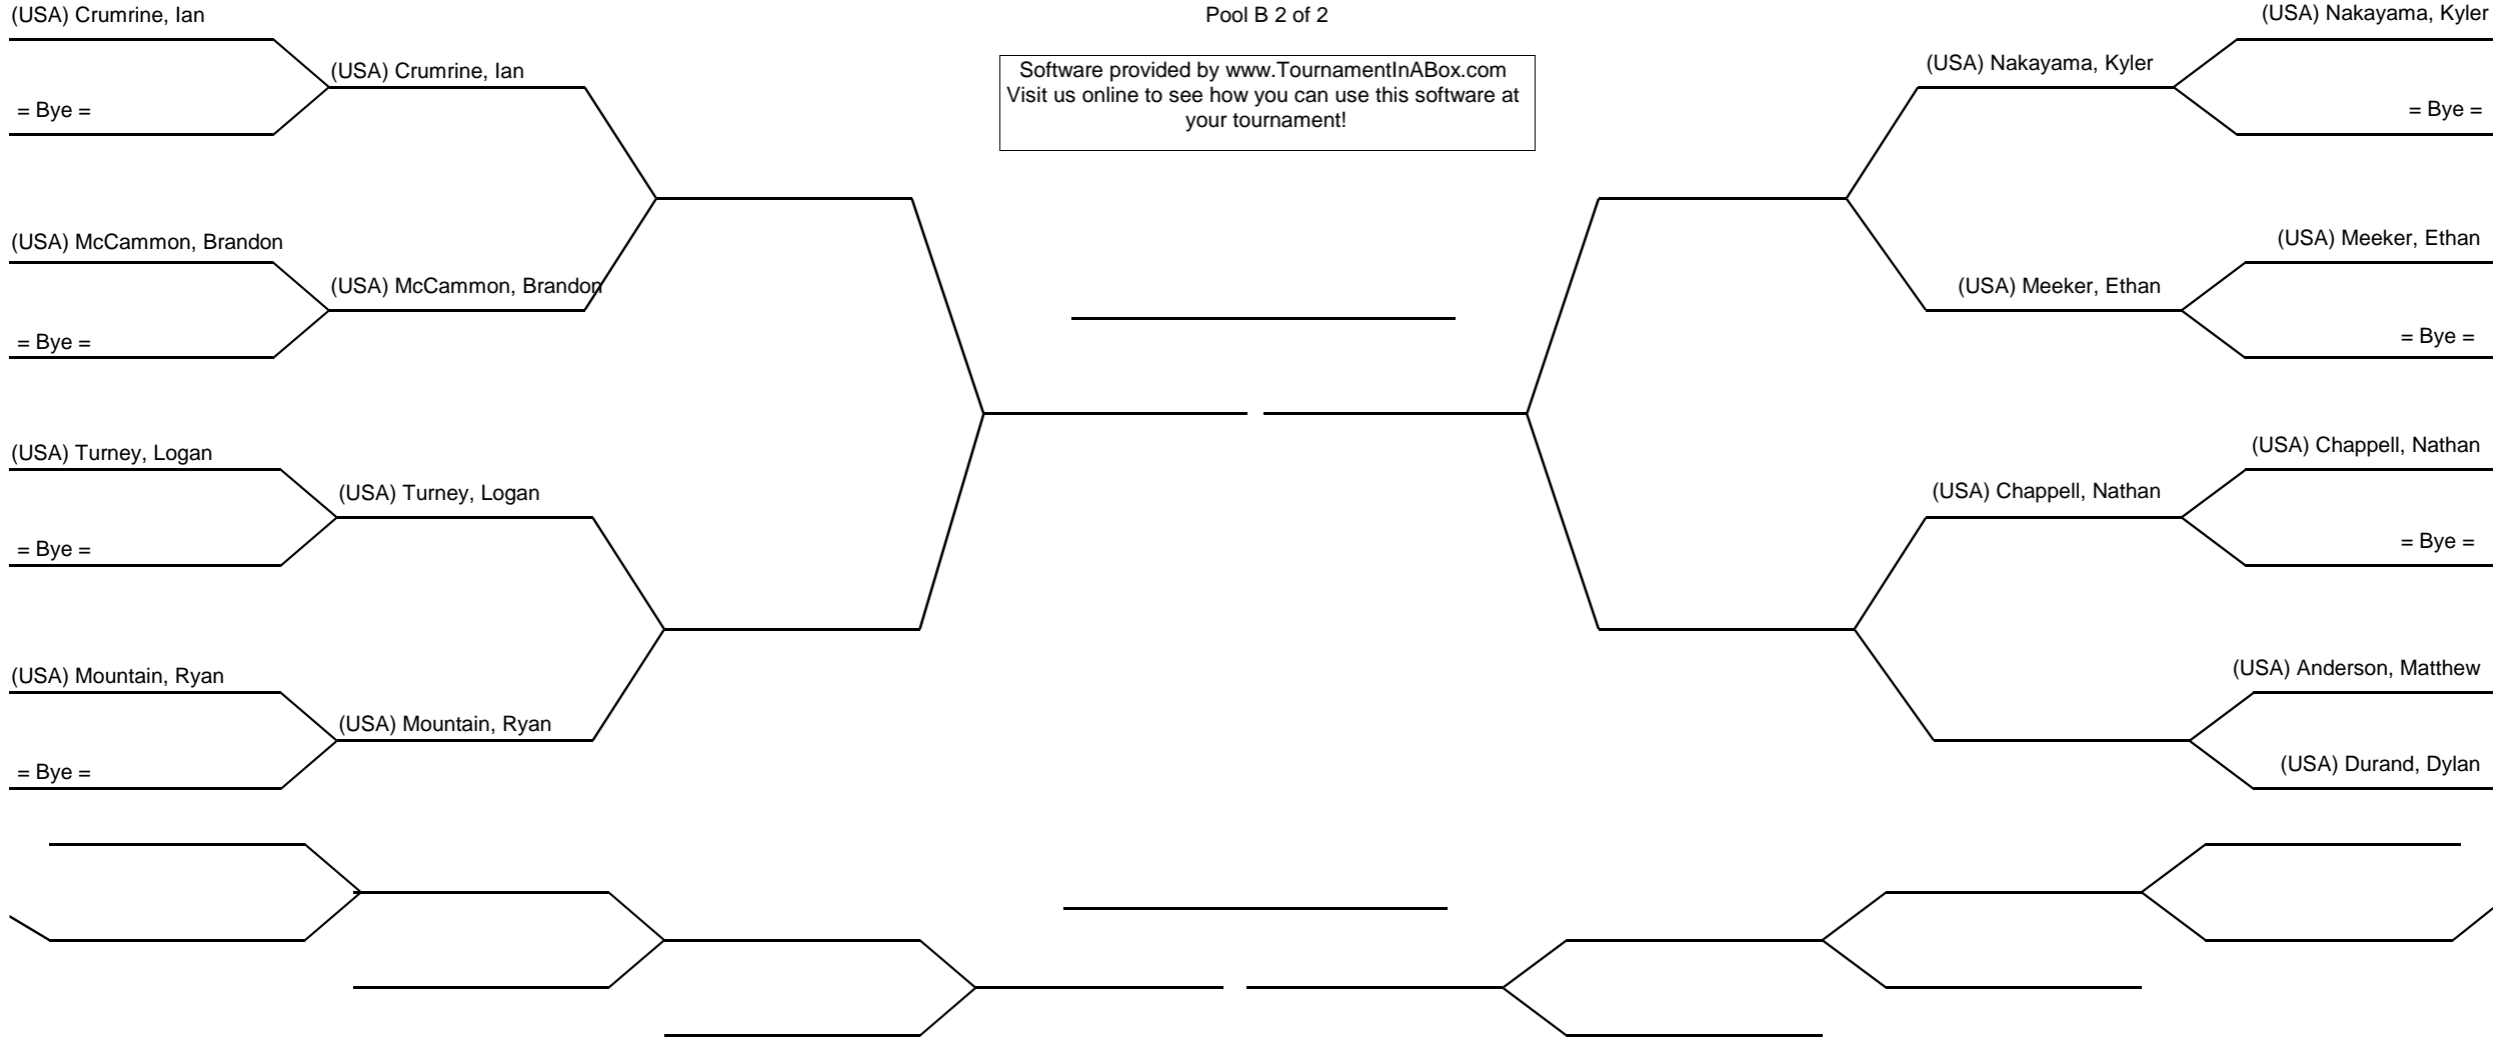 (USA) Crumrine, Ian
Pool B 2 of 2
(USA) Nakayama, Kyler
(USA) Crumrine, Ian
Software provided by www.TournamentInABox.com
Visit us online to see how you can use this software at
your tournament!
(USA) Nakayama, Kyler
= Bye =
= Bye =
(USA) McCammon, Brandon
(USA) Meeker, Ethan
(USA) McCammon, Brandon
(USA) Meeker, Ethan
= Bye =
= Bye =
(USA) Turney, Logan
(USA) Chappell, Nathan
(USA) Turney, Logan
(USA) Chappell, Nathan
= Bye =
= Bye =
(USA) Mountain, Ryan
(USA) Anderson, Matthew
(USA) Mountain, Ryan
= Bye =
(USA) Durand, Dylan